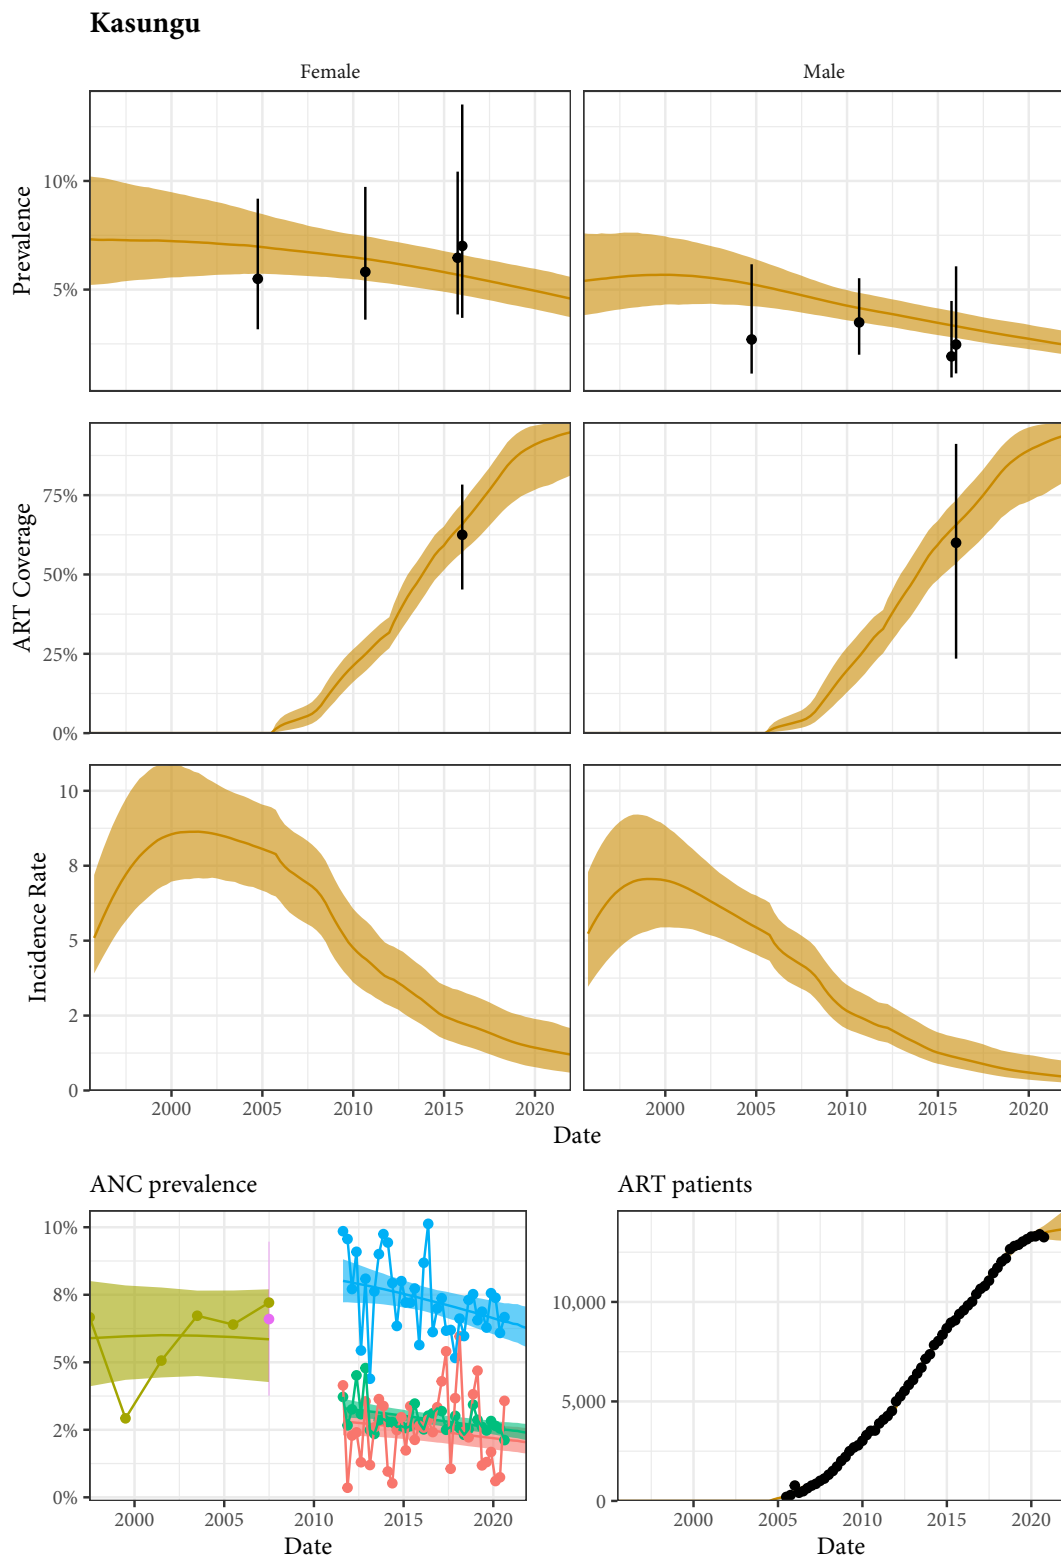 Kasungu
Female
Male
Prevalence
10%
5%
ART Coverage
75%
50%
25%
0%
Incidence Rate
10
8
5
2
0
2000 2005 2010 2015 2020
2000 2005 2010 2015 2020
Date
ANC prevalence
10%
8%
5%
2%
0%
2000 2005 2010 2015 2020
Date
ART patients
10,000
5,000
0
2000 2005 2010 2015 2020
Date